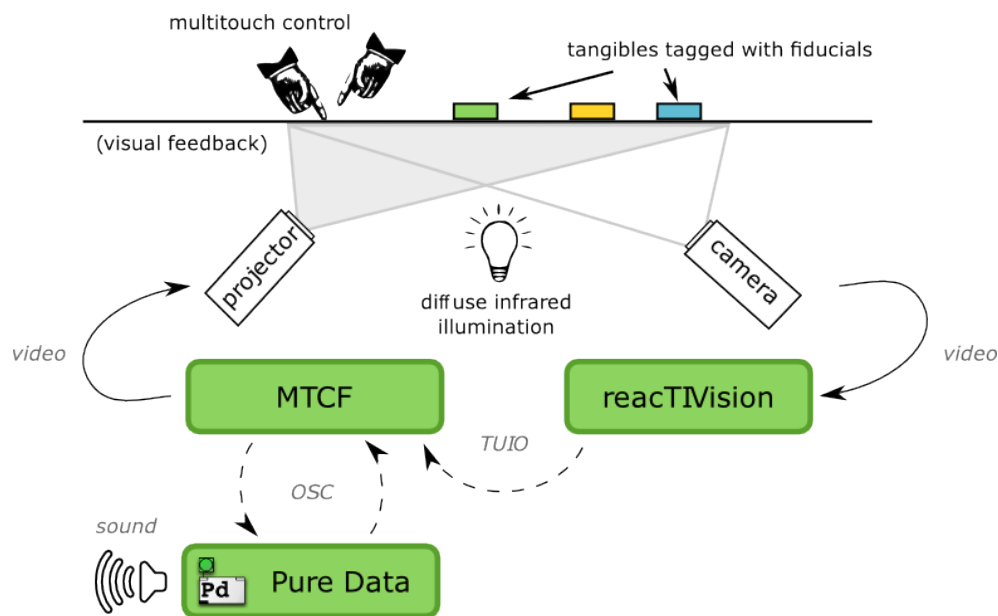 multitouch control
tangibles tagged with fiducials
(visual feedback)
projector
camera
diffuse infrared
illumination
video
video
MTCF
reacTIVision
TUIO
OSC
sound
Pd
Pure Data